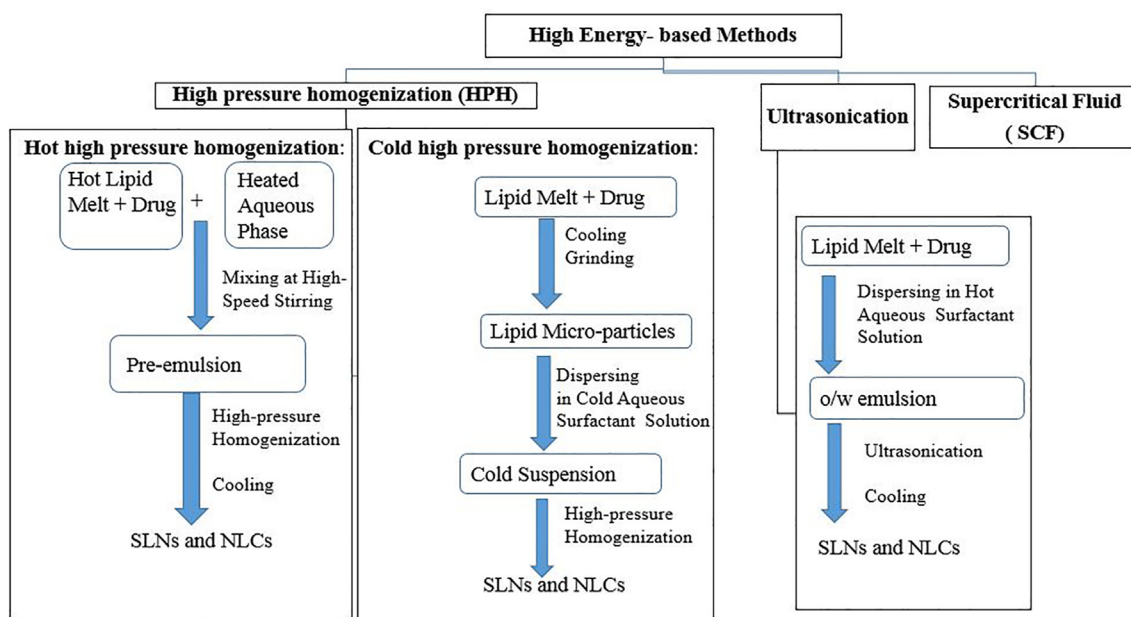 High Energy- based Methods
High pressure homogenization (HPH)
Ultrasonication
Supercritical Fluid
( SCF)
Hot high pressure homogenization:
Hot Lipid
Melt + Drug
+
Heated
Aqueous
Phase
Mixing at High-
Speed Stirring
Pre-emulsion
High-pressure
Homogenization
Cooling
SLNs and NLCs
Cold high pressure homogenization:
Lipid Melt + Drug
Cooling
Grinding
Lipid Micro-particles
Dispersing
in Cold Aqueous
Surfactant Solution
Cold Suspension
High-pressure
Homogenization
SLNs and NLCs
Lipid Melt + Drug
Dispersing in Hot
Aqueous Surfactant
Solution
o/w emulsion
Ultrasonication
Cooling
SLNs and NLCs